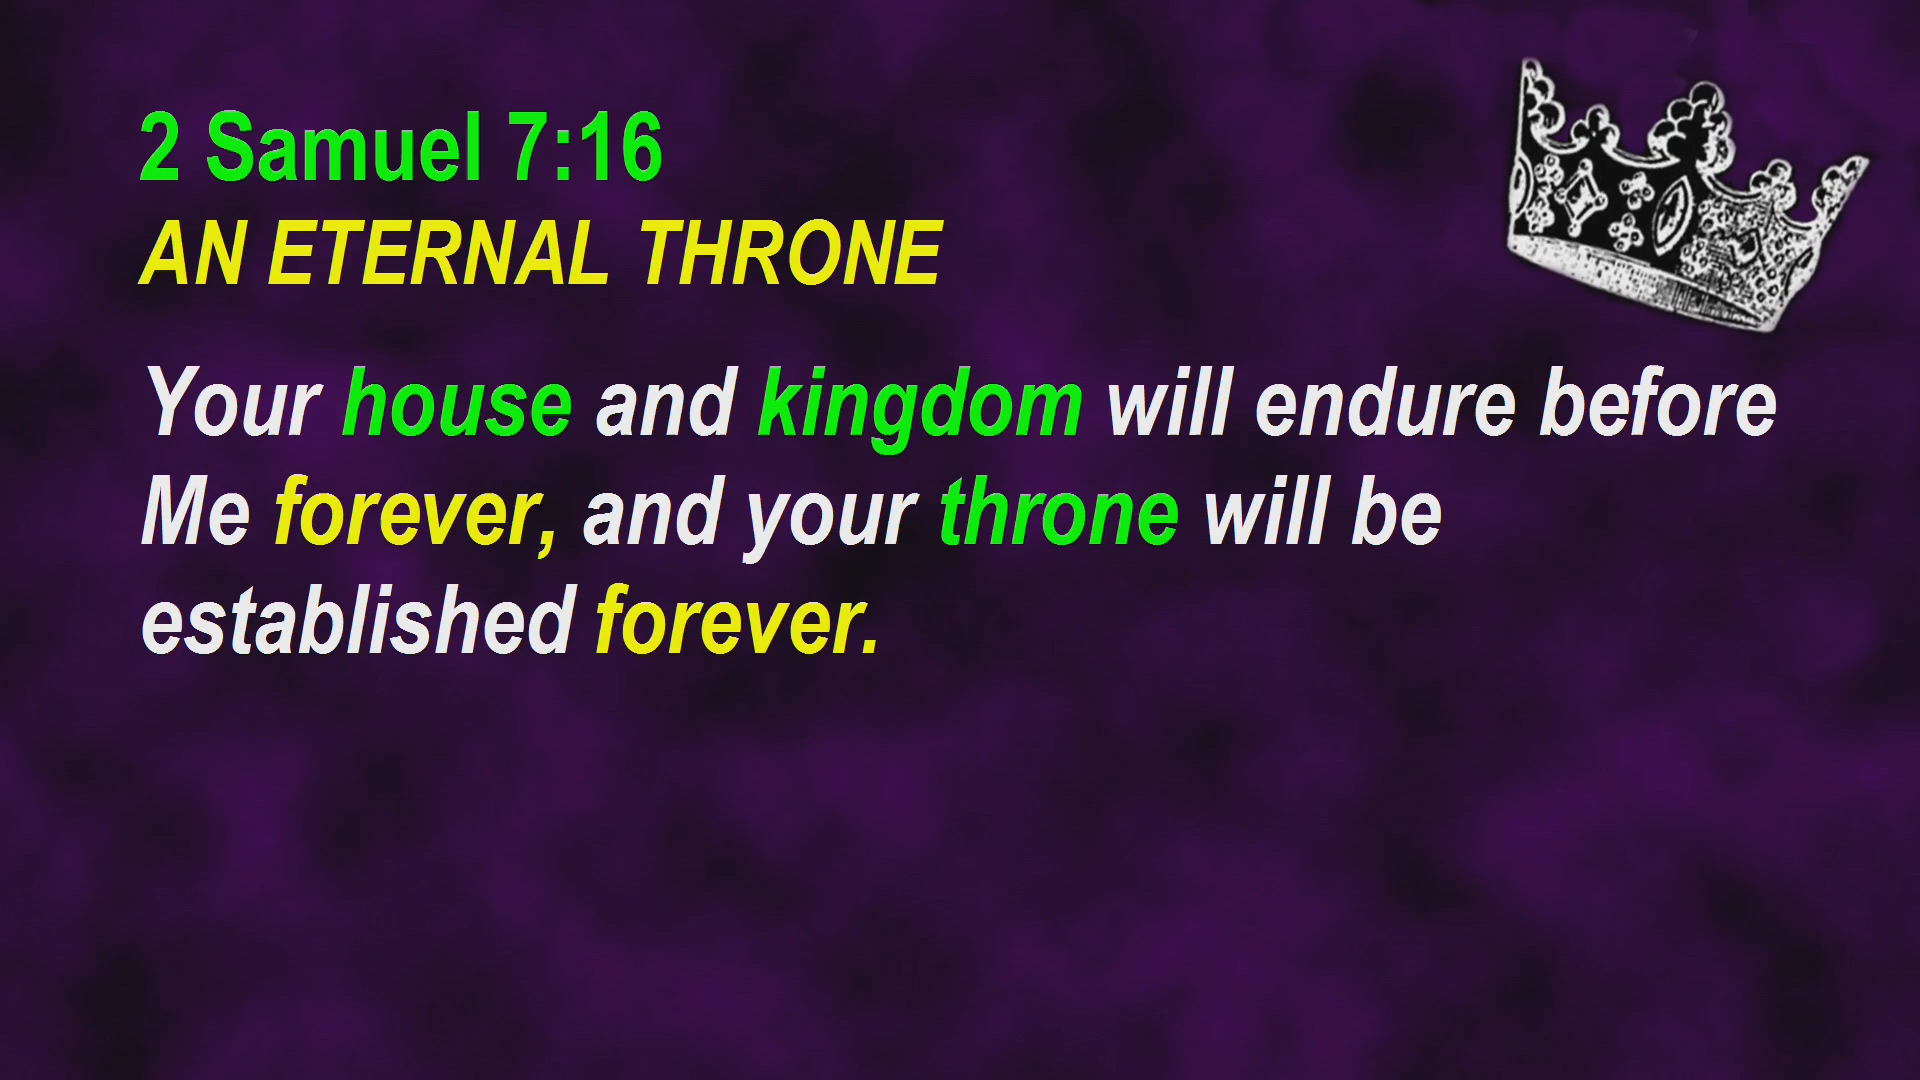 2 Samuel 7:16
AN ETERNAL THRONE
Your house and kingdom will endure before
Me forever, and your throne will be
established forever.